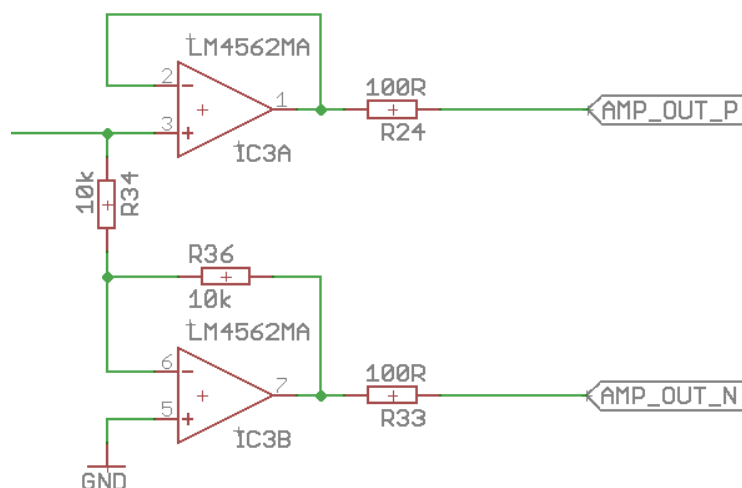 LM4562MA
2
-
1
3
+
IC3A
100R
R24
AMP_OUT_P
10k
R34
R36
10k
LM4562MA
6
-
7
5
+
IC3B
100R
R33
AMP_OUT_N
GND